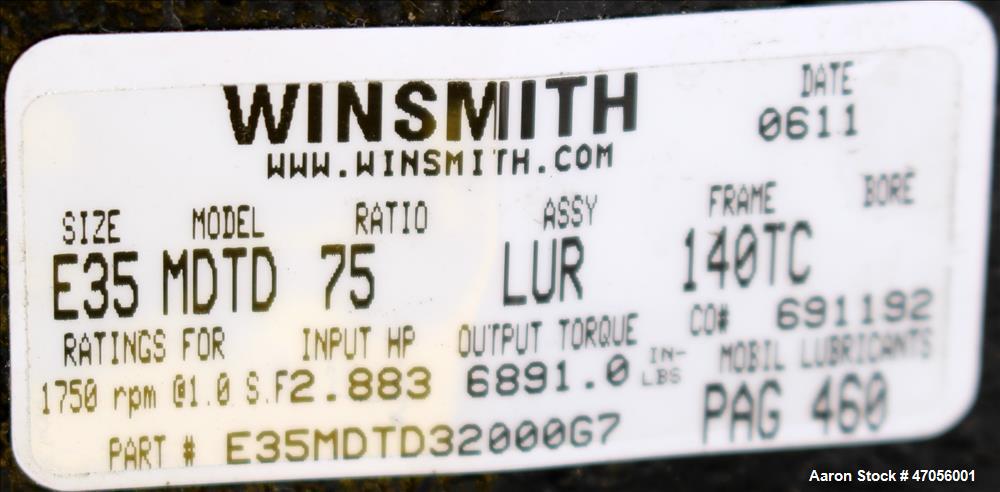 WINSMITH
DATE
0611
WWW.WINSMITH.COM
SIZE MODEL RATIO ASSY FRAME BORE
E35 MDTD 75 LUR 140TC
CO# 691192
RATINGS FOR INPUT HP OUTPUT TORQUE MOBIL LUBRICANTS
1750 rpm @1.0 S.F 2.883 6891.0 IN-LBS PAG 460
PART # E35MDTD32000G7
Aaron Stock # 47056001